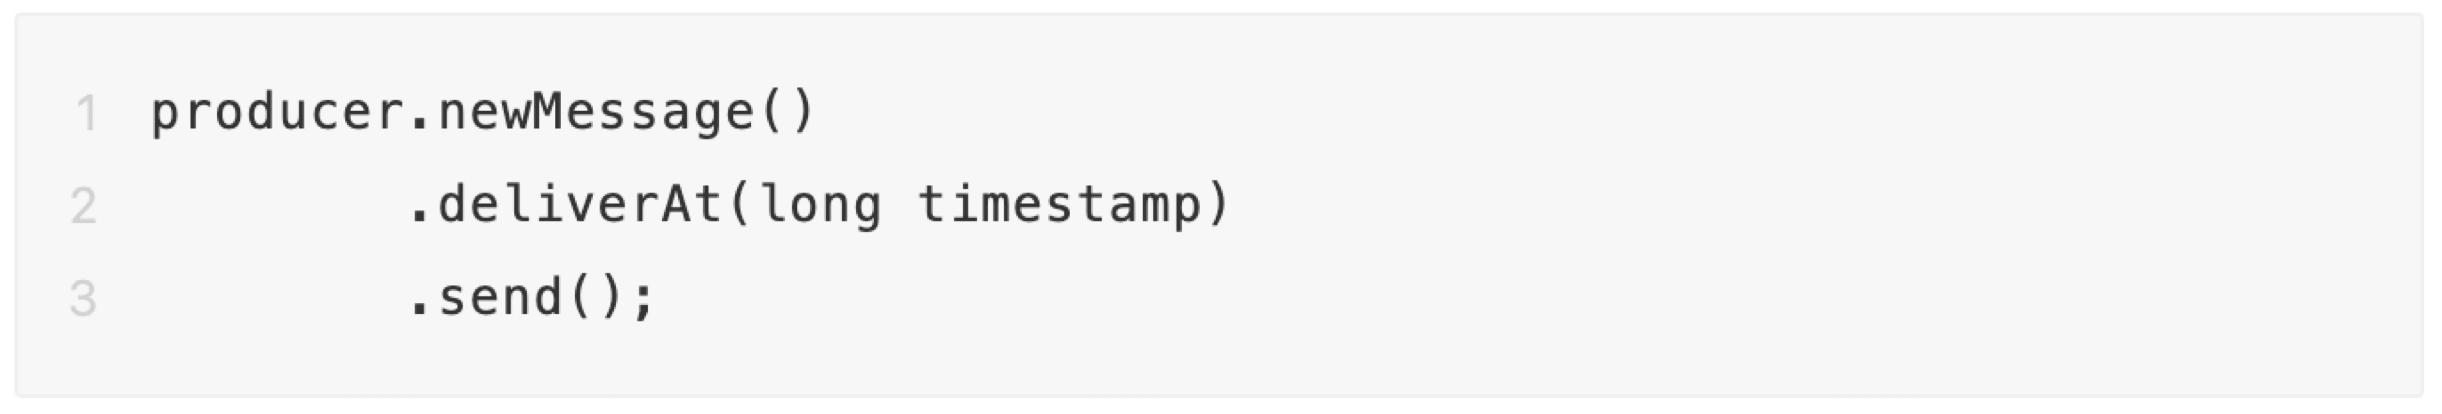 1 producer.newMessage()
2         .deliverAt(long timestamp)
3         .send();